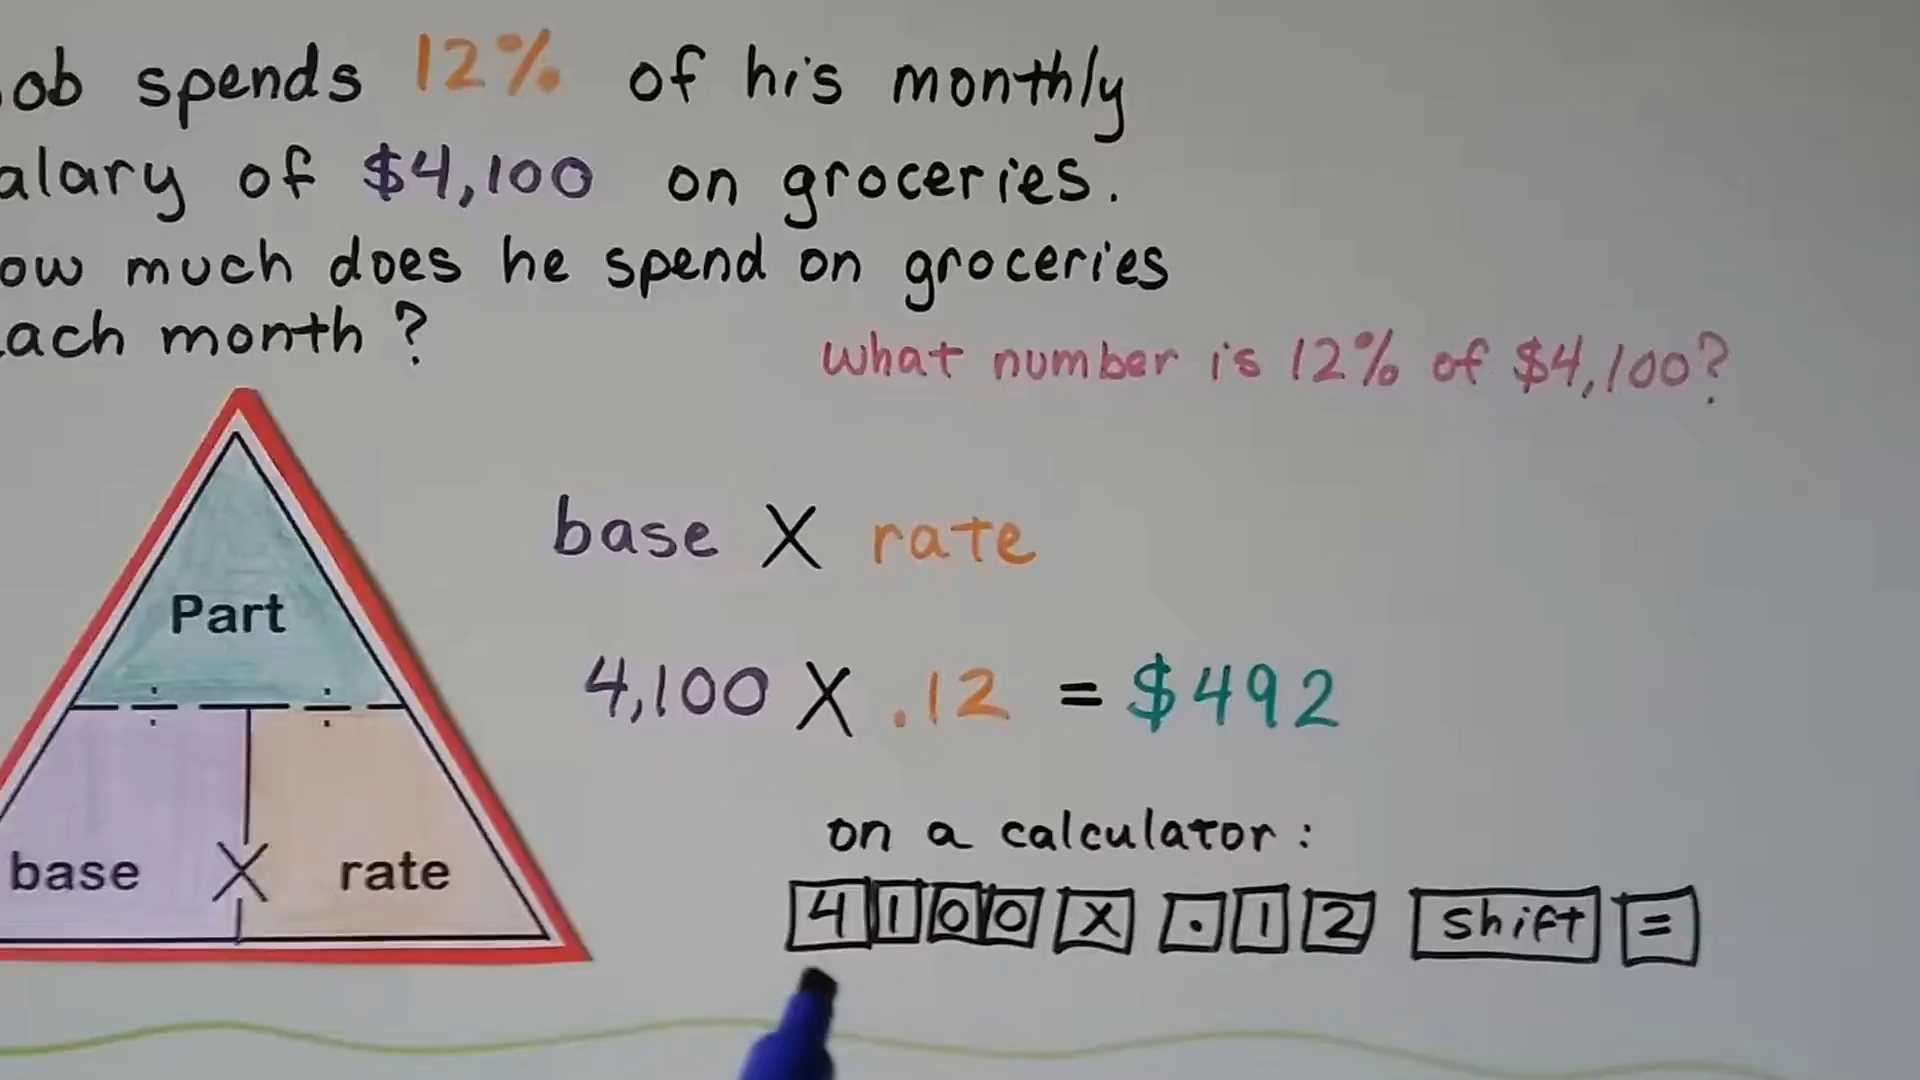 ob spends 12% of his monthly
alary of $4,100 on groceries.
ow much does he spend on groceries
ach month?
what number is 12% of $4,100?
base X rate
Part
4,100 X .12 = $492
base X rate
on a calculator:
4 1 0 0 X . 1 2 shift =